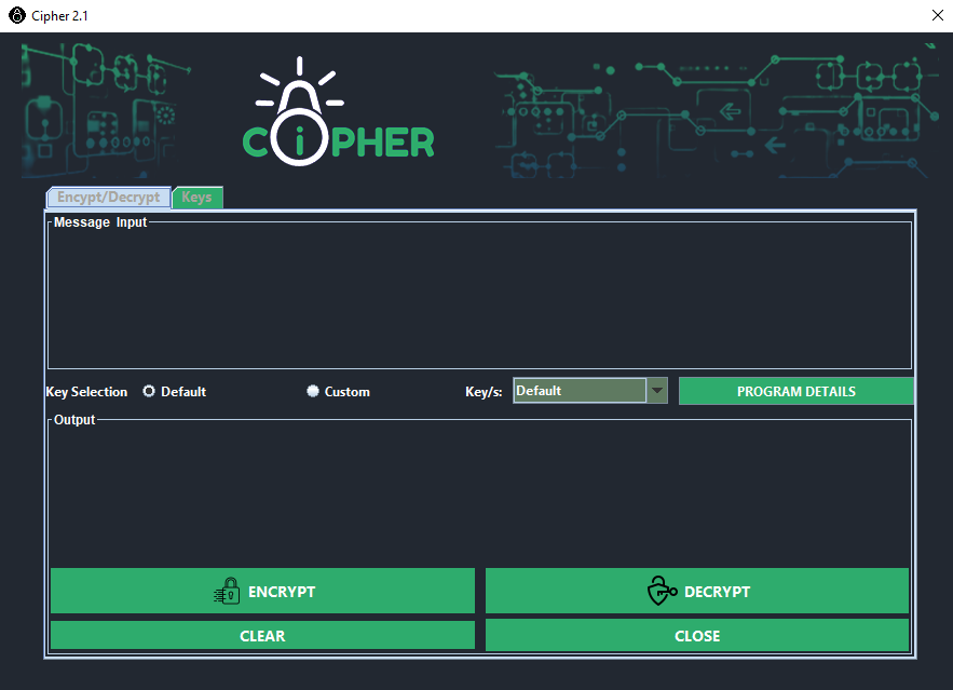 Cipher 2.1
CiPHER
Encypt/Decrypt Keys
Message Input
Key Selection Default Custom Key/s: Default PROGRAM DETAILS
Output
ENCRYPT DECRYPT
CLEAR CLOSE